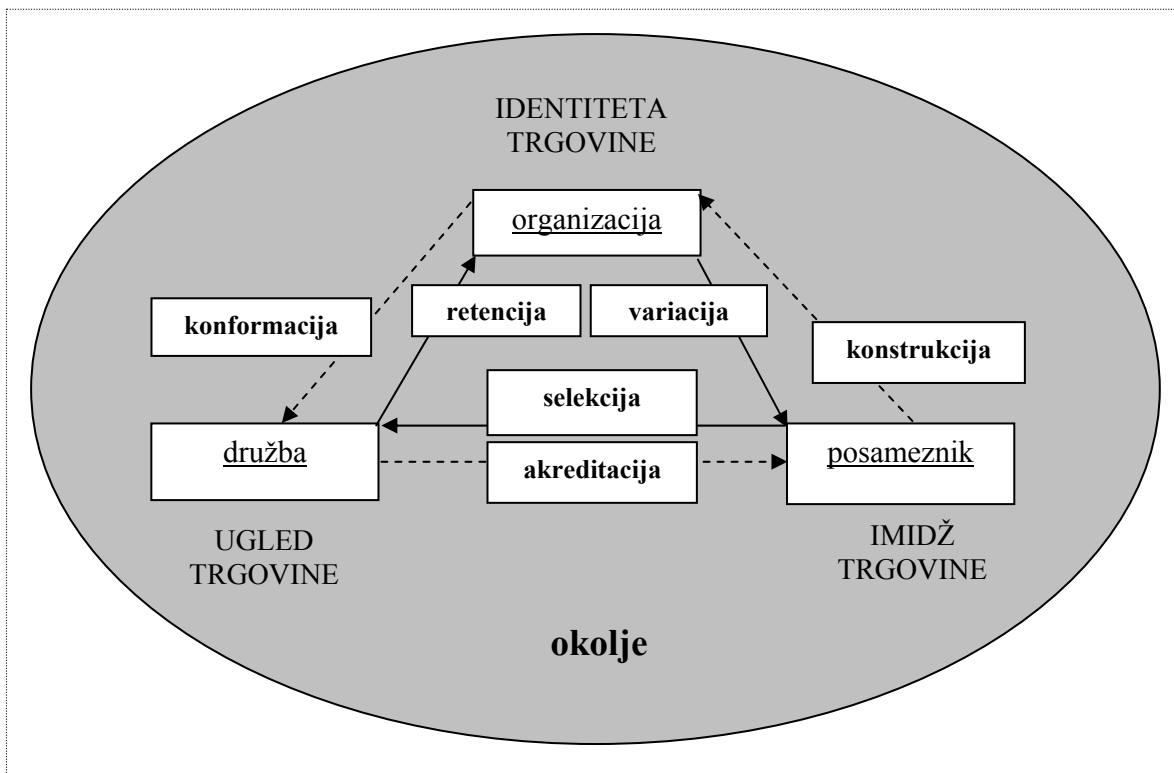 IDENTITETA
TRGOVINE
organizacija
konformacija
retencija
variacija
konstrukcija
selekcija
družba
akreditacija
posameznik
UGLED
TRGOVINE
IMIDŽ
TRGOVINE
okolje